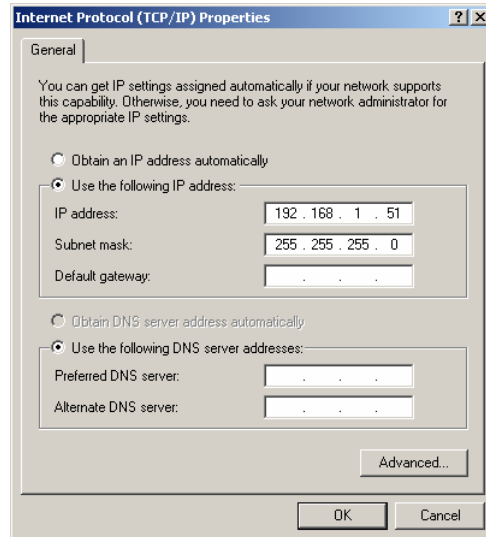 Internet Protocol (TCP/IP) Properties
General
You can get IP settings assigned automatically if your network supports
this capability. Otherwise, you need to ask your network administrator for
the appropriate IP settings.
Obtain an IP address automatically
Use the following IP address:
IP address: 192 . 168 . 1 . 51
Subnet mask: 255 . 255 . 255 . 0
Default gateway: . . .
Obtain DNS server address automatically
Use the following DNS server addresses:
Preferred DNS server: . . .
Alternate DNS server: . . .
Advanced...
OK Cancel